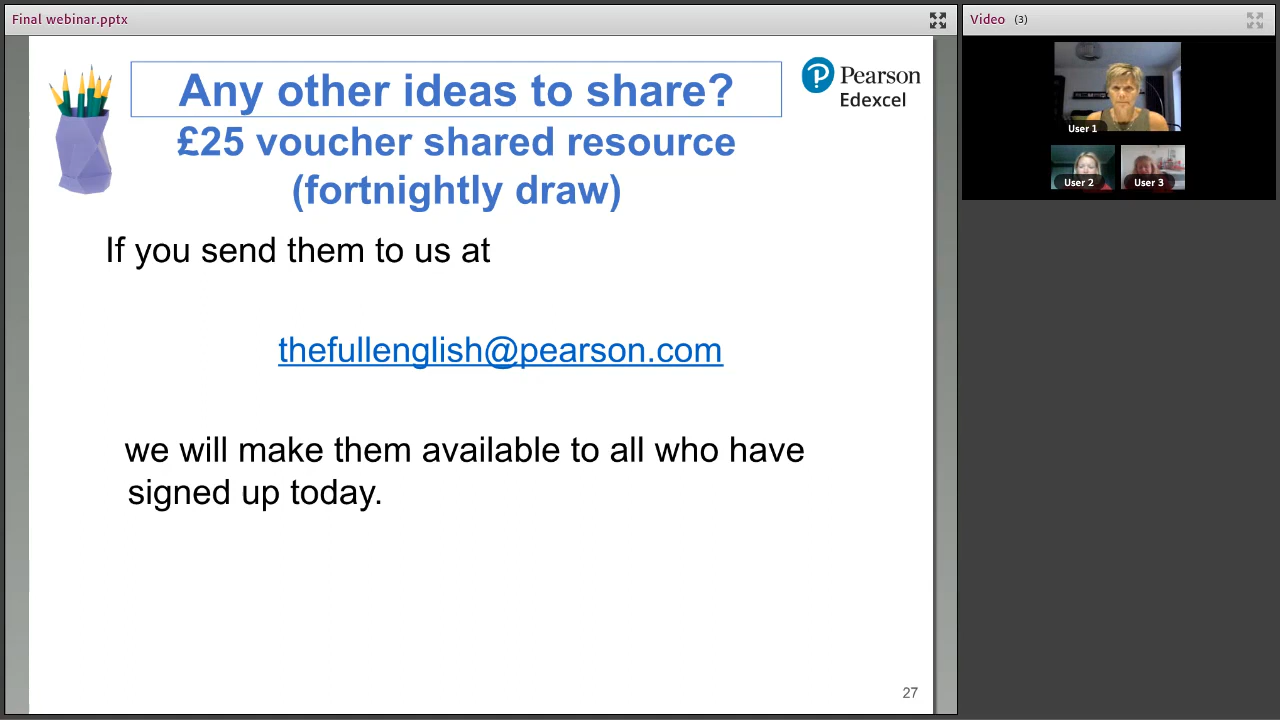 Final webinar.pptx
Video (3)
Any other ideas to share?
£25 voucher shared resource
(fortnightly draw)
Pearson
Edexcel
If you send them to us at
thefullenglish@pearson.com
we will make them available to all who have
signed up today.
27
User 1
User 2
User 3